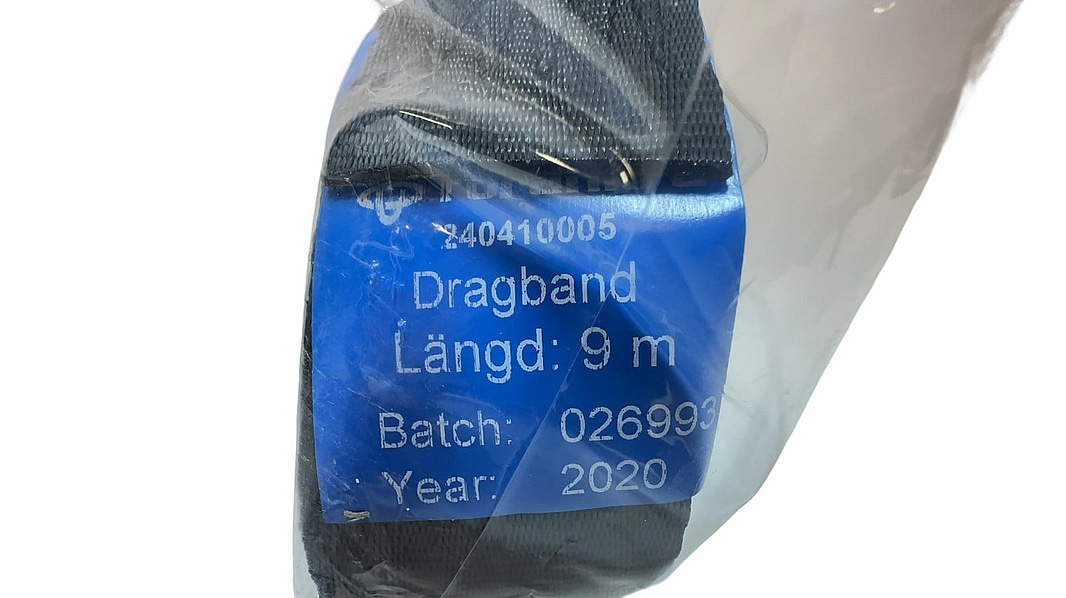 240410005
Dragband
Längd: 9 m
Batch: 026993
Year: 2020